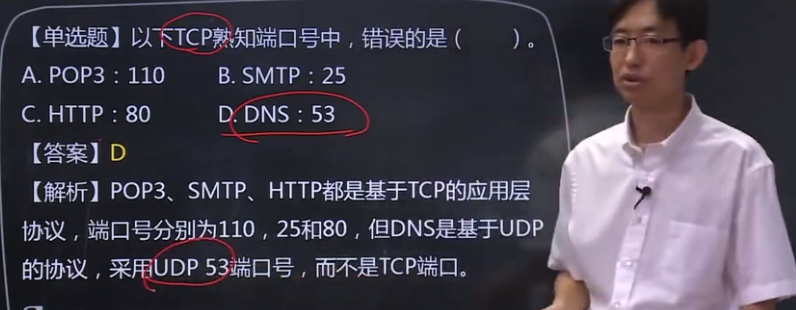 【单选题】以下TCP熟知端口号中，错误的是（ ）。
A. POP3：110 B. SMTP：25
C. HTTP：80 D. DNS：53
【答案】D
【解析】POP3、SMTP、HTTP都是基于TCP的应用层
协议，端口号分别为110，25和80，但DNS是基于UDP
的协议，采用UDP 53端口号，而不是TCP端口。